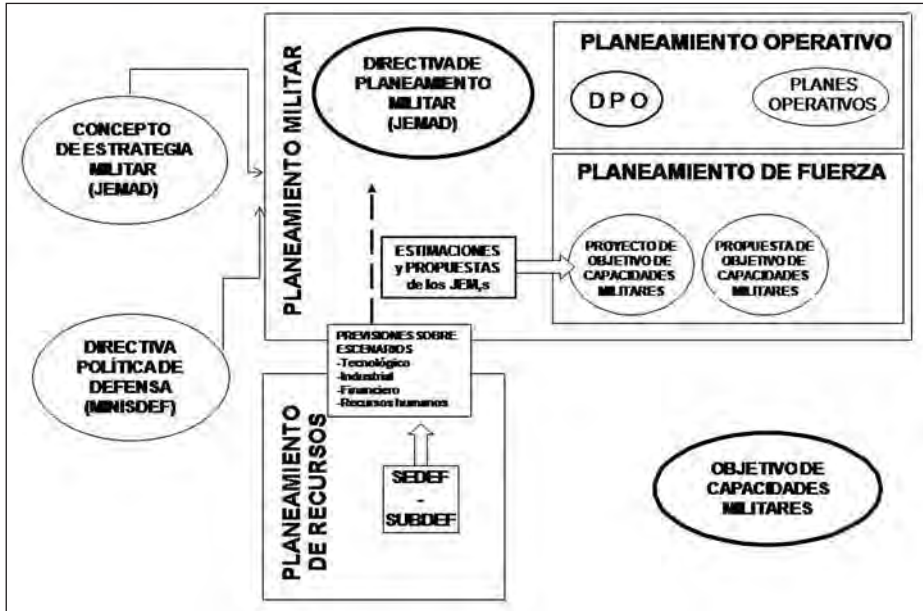 CONCEPTO
DE ESTRATEGIA
MILITAR
(JEMAD)
DIRECTIVA
POLÍTICA DE
DEFENSA
(MINISDEF)
PLANEAMIENTO MILITAR
DIRECTIVA DE
PLANEAMIENTO
MILITAR
(JEMAD)
PLANEAMIENTO OPERATIVO
D P O
PLANES
OPERATIVOS
PLANEAMIENTO DE FUERZA
ESTIMACIONES
y PROPUESTAS
de los JEM,s
PROYECTO DE
OBJETIVO DE
CAPACIDADES
MILITARES
PROPUESTA DE
OBJETIVO DE
CAPACIDADES
MILITARES
PREVISIONES SOBRE
ESCENARIOS
-Tecnológico
-Industrial
-Financiero
-Recursos humanos
PLANEAMIENTO
DE RECURSOS
SEDEF
-
SUBDEF
OBJETIVO DE
CAPACIDADES
MILITARES